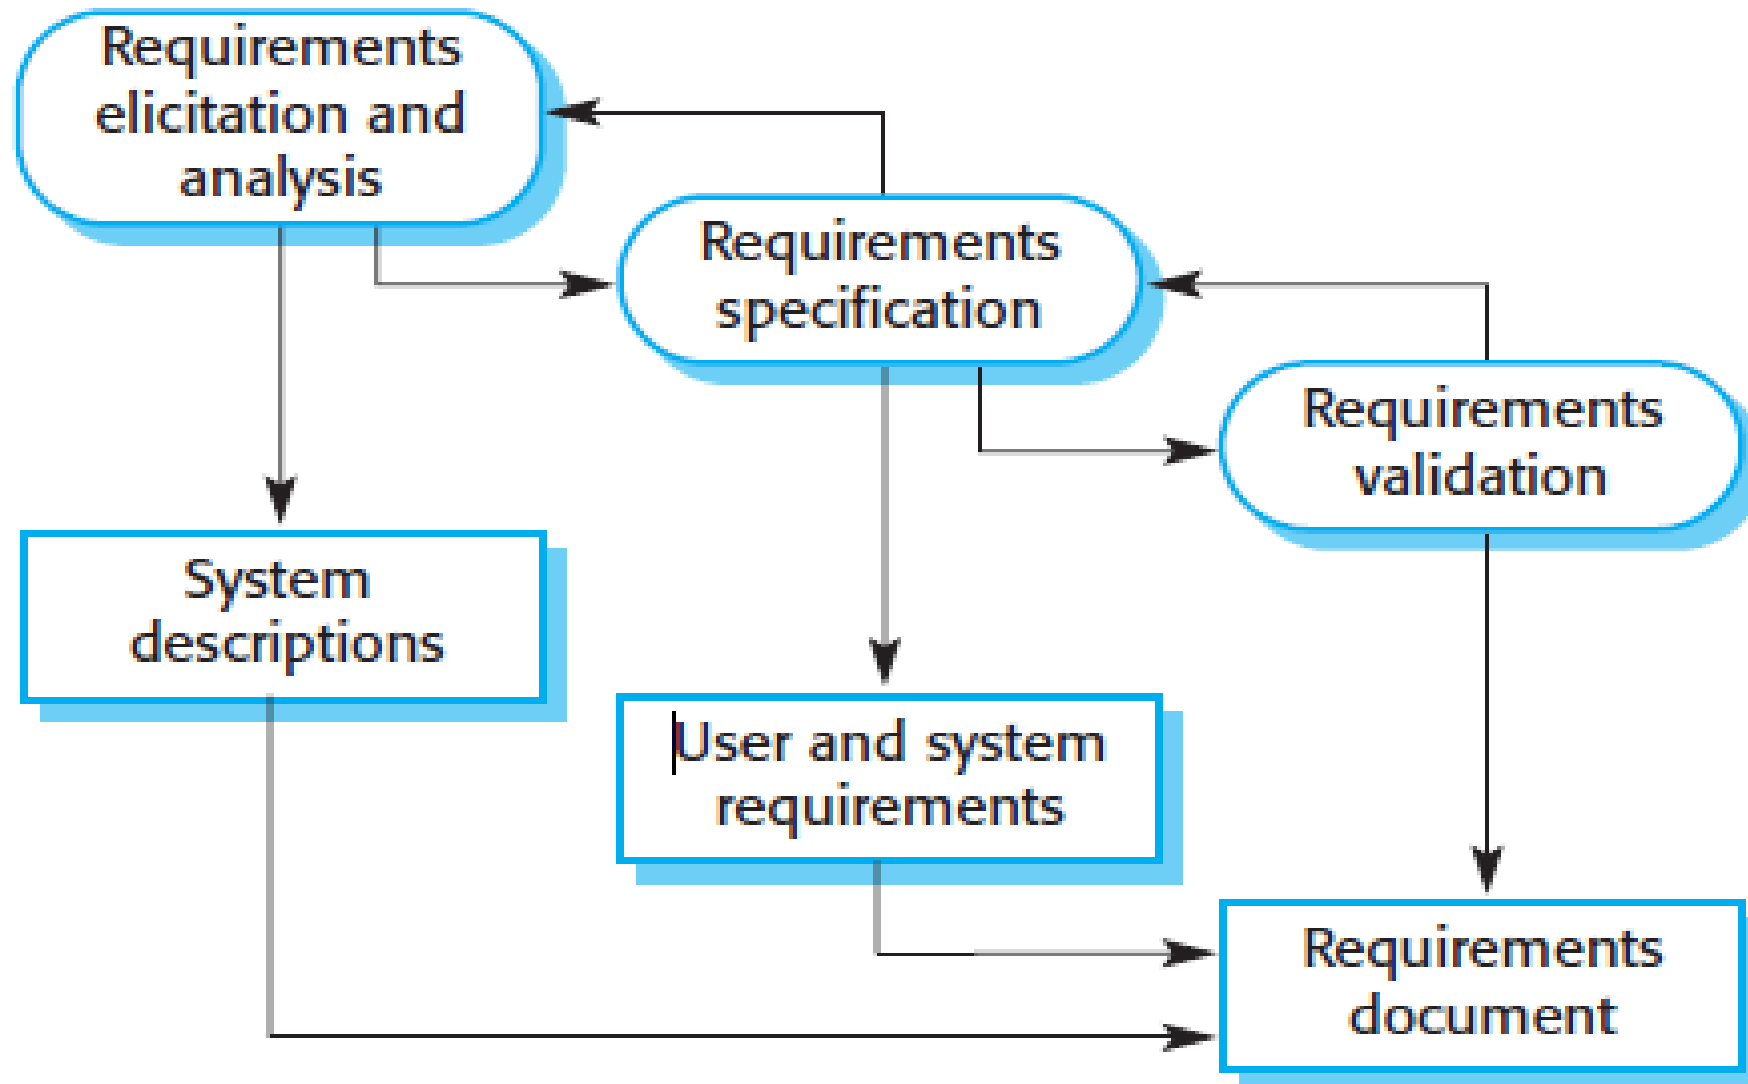 Requirements
elicitation and
analysis
Requirements
specification
Requirements
validation
System
descriptions
User and system
requirements
Requirements
document